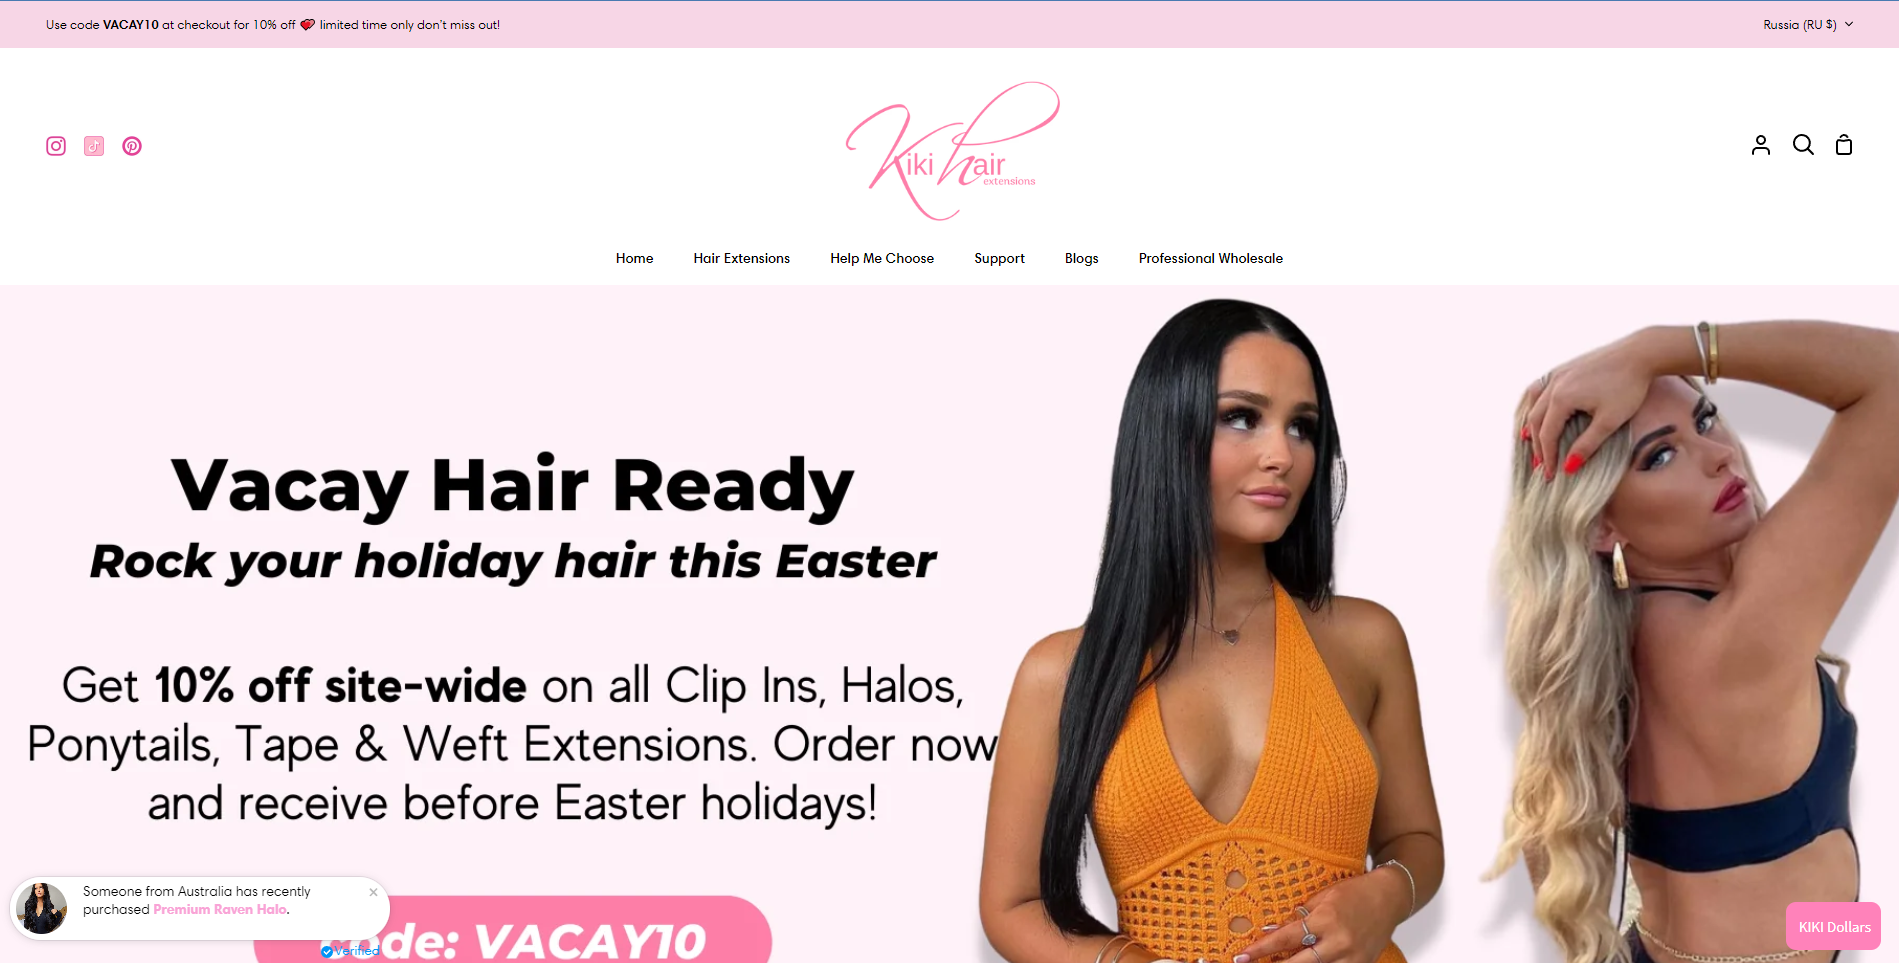 Use code VACAY10 at checkout for 10% off 💕 limited time only don't miss out!
Russia (RU $)
Kiki hair
extensions
Home
Hair Extensions
Help Me Choose
Support
Blogs
Professional Wholesale
Vacay Hair Ready
Rock your holiday hair this Easter
Get 10% off site-wide on all Clip Ins, Halos,
Ponytails, Tape & Weft Extensions. Order now
and receive before Easter holidays!
Someone from Australia has recently
purchased Premium Raven Halo.
Verified
code: VACAY10
KIKI Dollars